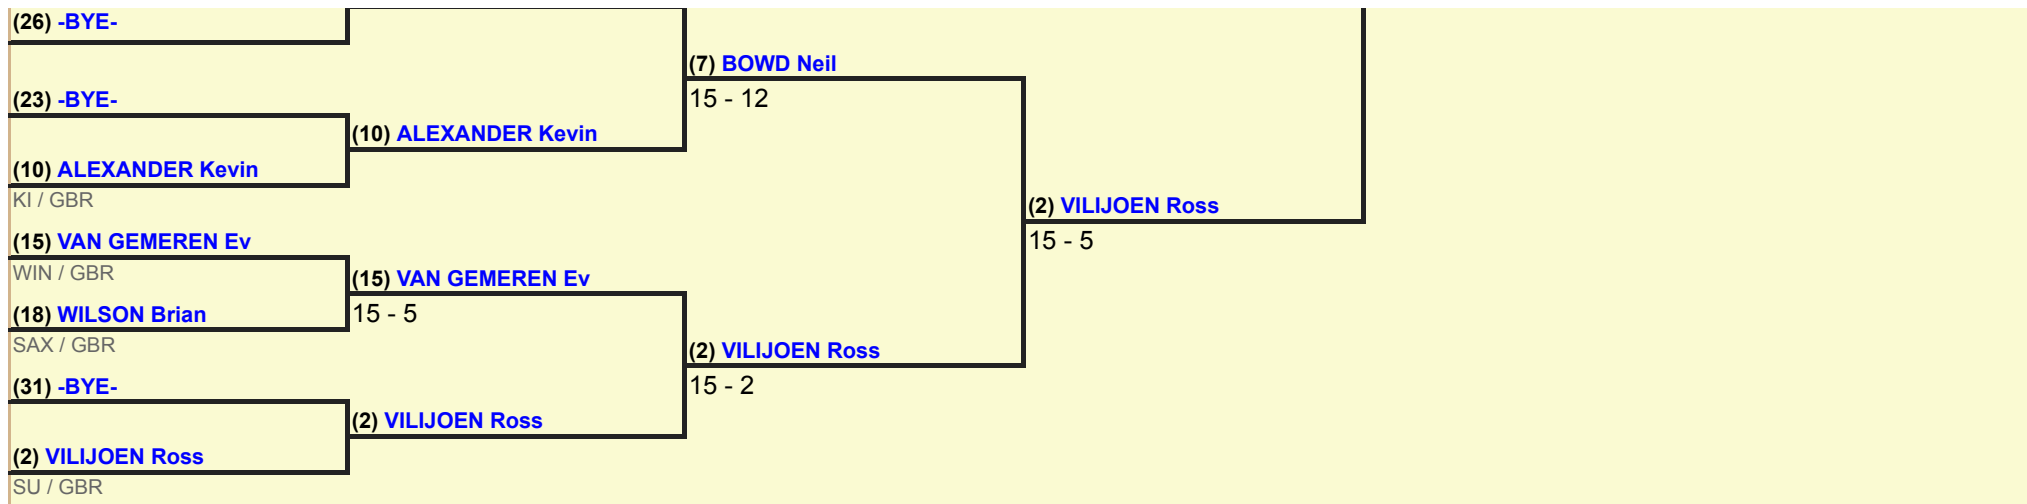 (26) -BYE-
(7) BOWD Neil
15 - 12
(23) -BYE-
(10) ALEXANDER Kevin
(10) ALEXANDER Kevin
KI / GBR
(2) VILIJOEN Ross
15 - 5
(15) VAN GEMEREN Ev
WIN / GBR
(15) VAN GEMEREN Ev
15 - 5
(18) WILSON Brian
SAX / GBR
(2) VILIJOEN Ross
15 - 2
(31) -BYE-
(2) VILIJOEN Ross
(2) VILIJOEN Ross
SU / GBR